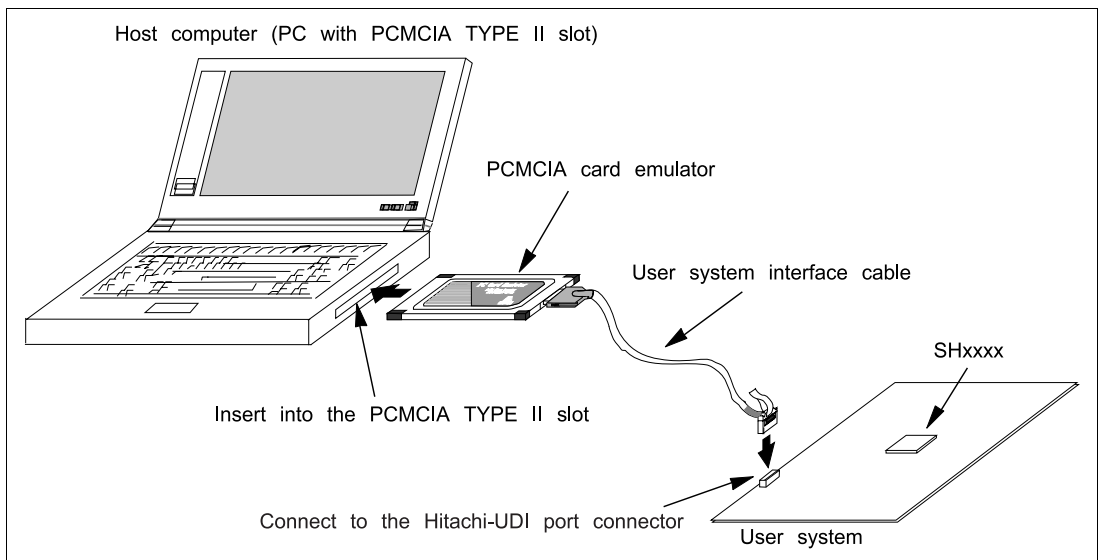 Host computer (PC with PCMCIA TYPE II slot)
PCMCIA card emulator
User system interface cable
SHxxxx
Insert into the PCMCIA TYPE II slot
Connect to the Hitachi-UDI port connector
User system